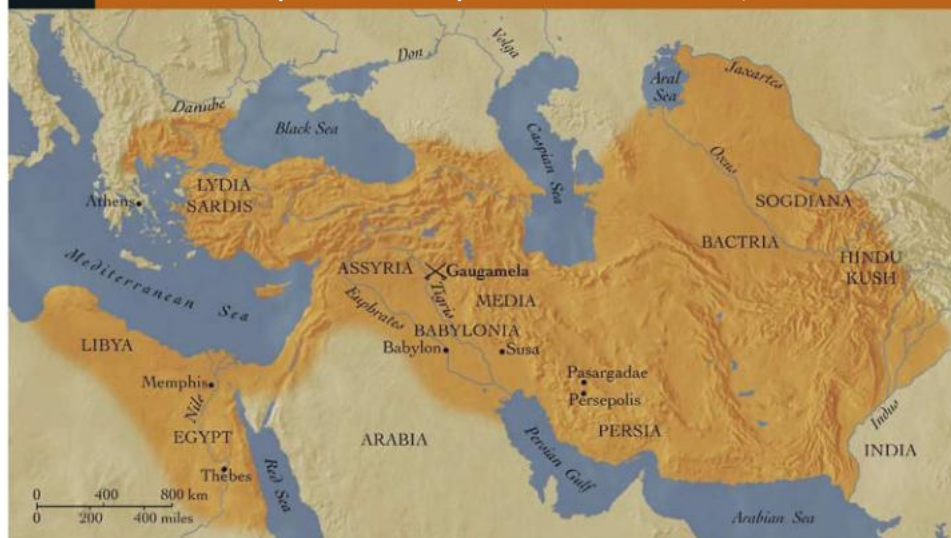 Don
Volga
Aral
Sea
Jaxartes
Danube
Black Sea
Caspian Sea
Oxus
LYDIA
SARDIS
Athens
SOGDIANA
BACTRIA
HINDU
KUSH
Mediterranean Sea
ASSYRIA
Gaugamela
Tigris
MEDIA
Euphrates
BABYLONIA
Babylon
Susa
LIBYA
Memphis
Nile
Pasargadae
Persepolis
PERSIA
EGYPT
ARABIA
Indus
INDIA
Thebes
Red Sea
Persian Gulf
Arabian Sea
0 400 800 km
0 200 400 miles